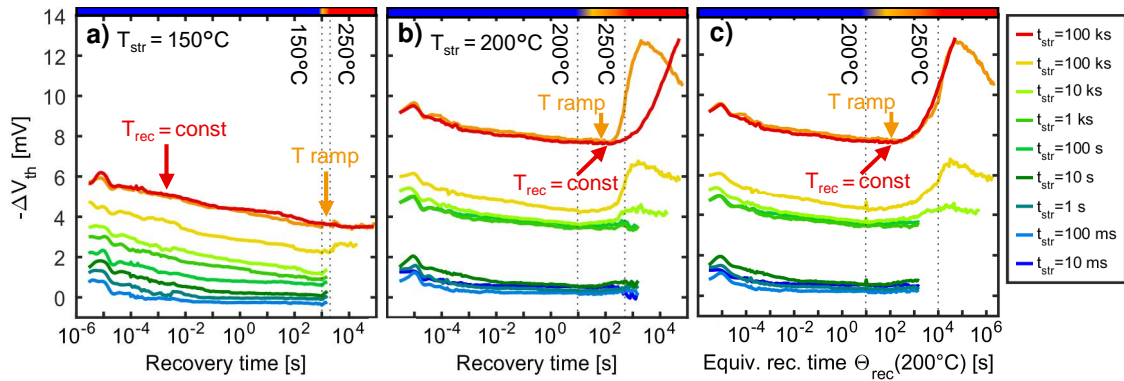 a) T_str = 150°C
150°C
250°C
T_rec = const
T ramp
14
12
10
8
6
4
2
0
-ΔV_th [mV]
10^-6 10^-4 10^-2 10^0 10^2 10^4
Recovery time [s]
b) T_str = 200°C
200°C
250°C
T ramp
T_rec = const
10^-4 10^-2 10^0 10^2 10^4
Recovery time [s]
c)
200°C
250°C
T ramp
T_rec = const
10^-4 10^-2 10^0 10^2 10^4 10^6
Equiv. rec. time Θ_rec(200°C) [s]
t_str=100 ks
t_str=100 ks
t_str=10 ks
t_str=1 ks
t_str=100 s
t_str=10 s
t_str=1 s
t_str=100 ms
t_str=10 ms